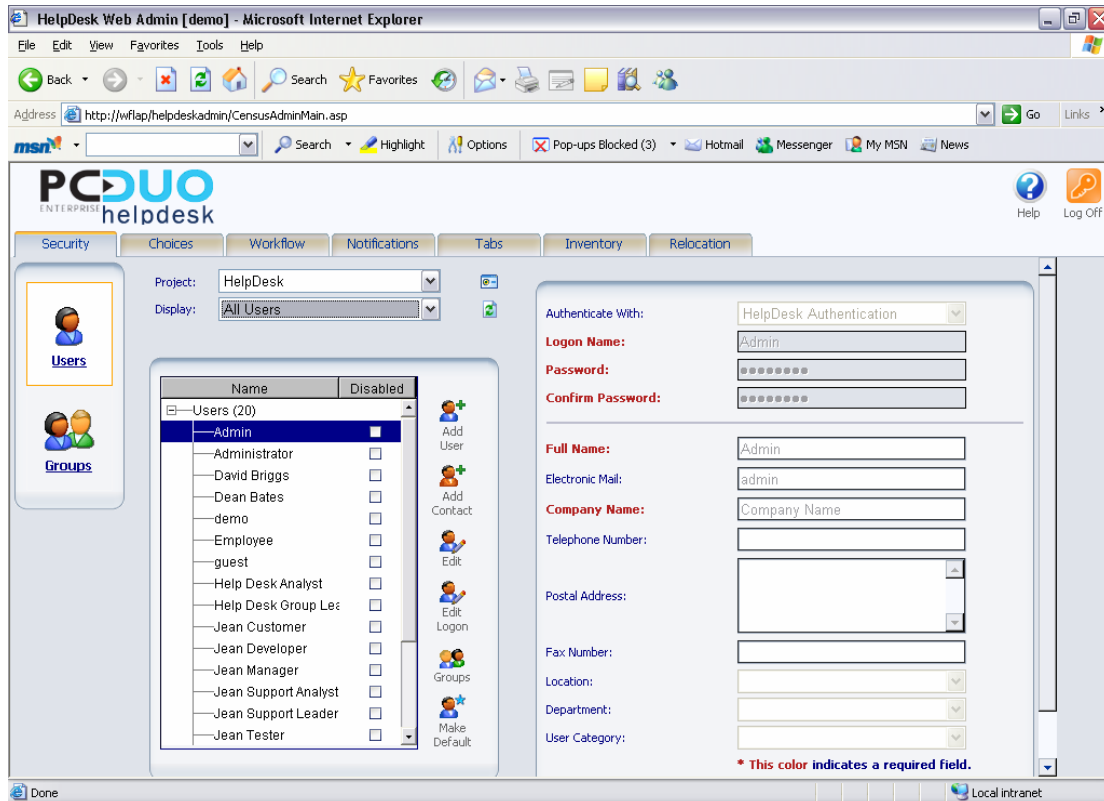 HelpDesk Web Admin [demo] - Microsoft Internet Explorer
File Edit View Favorites Tools Help
Back Search Favorites
Address http://wflap/helpdeskadmin/CensusAdminMain.asp Go Links »
msn Search Highlight Options Pop-ups Blocked (3) Hotmail Messenger My MSN News
PCDUO
ENTERPRISE helpdesk
Help Log Off
Security Choices Workflow Notifications Tabs Inventory Relocation
Users
Groups
Project: HelpDesk
Display: All Users
Name Disabled
Users (20)
Admin
Administrator
David Briggs
Dean Bates
demo
Employee
guest
Help Desk Analyst
Help Desk Group Lea
Jean Customer
Jean Developer
Jean Manager
Jean Support Analyst
Jean Support Leader
Jean Tester
Add
User
Add
Contact
Edit
Edit
Logon
Groups
Make
Default
Authenticate With: HelpDesk Authentication
Logon Name: Admin
Password: ●●●●●●●●
Confirm Password: ●●●●●●●●
Full Name: Admin
Electronic Mail: admin
Company Name: Company Name
Telephone Number:
Postal Address:
Fax Number:
Location:
Department:
User Category:
* This color indicates a required field.
Done Local intranet